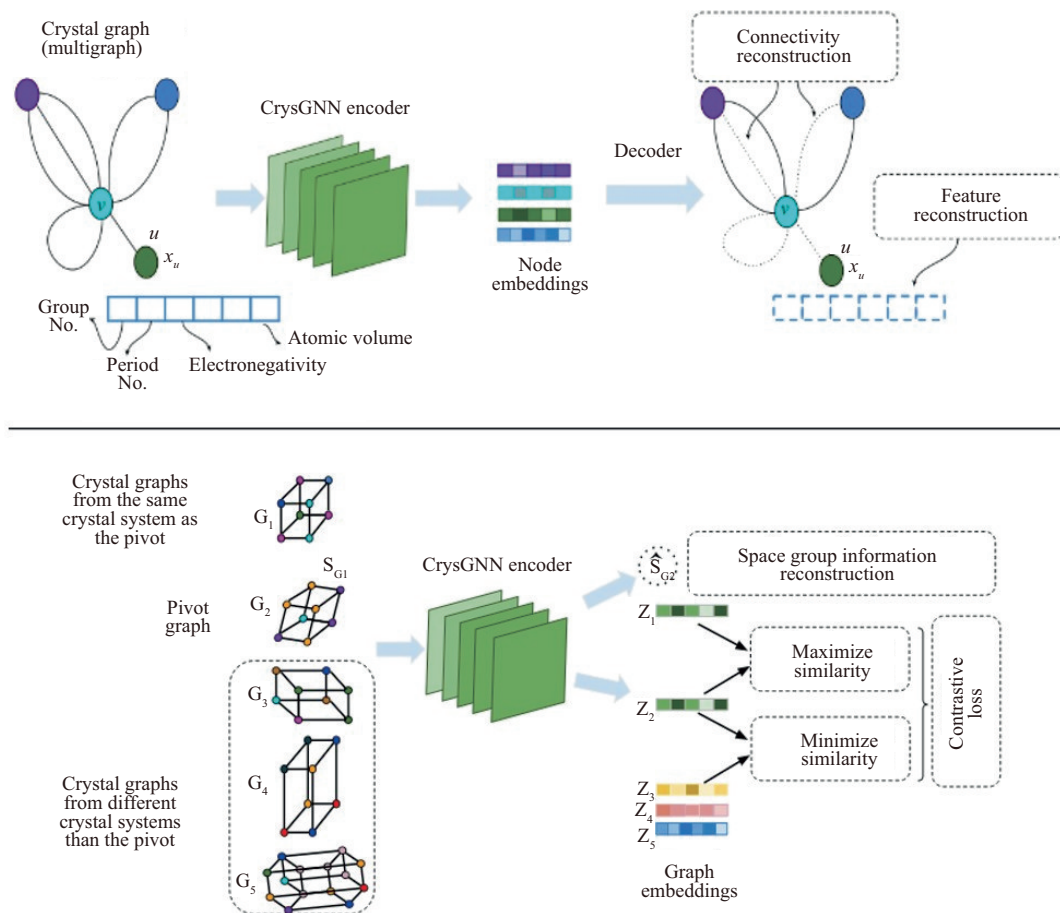 Crystal graph
(multigraph)
v
u
x_u
Group
No.
Period
No.
Electronegativity
Atomic volume
CrysGNN encoder
Node
embeddings
Decoder
Connectivity
reconstruction
v
u
x_u
Feature
reconstruction
Crystal graphs
from the same
crystal system as
the pivot
G_1
S_G1
Pivot
graph
G_2
G_3
Crystal graphs
from different
crystal systems
than the pivot
G_4
G_5
CrysGNN encoder
Ŝ_G2
Space group information
reconstruction
Z_1
Maximize
similarity
Z_2
Minimize
similarity
Contrastive
loss
Z_3
Z_4
Z_5
Graph
embeddings